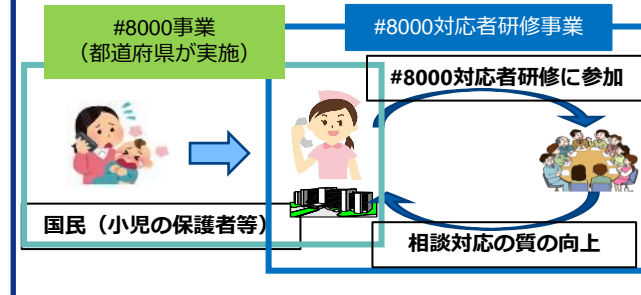 #8000事業
（都道府県が実施）
#8000対応者研修事業
#8000対応者研修に参加
国民（小児の保護者等）
相談対応の質の向上